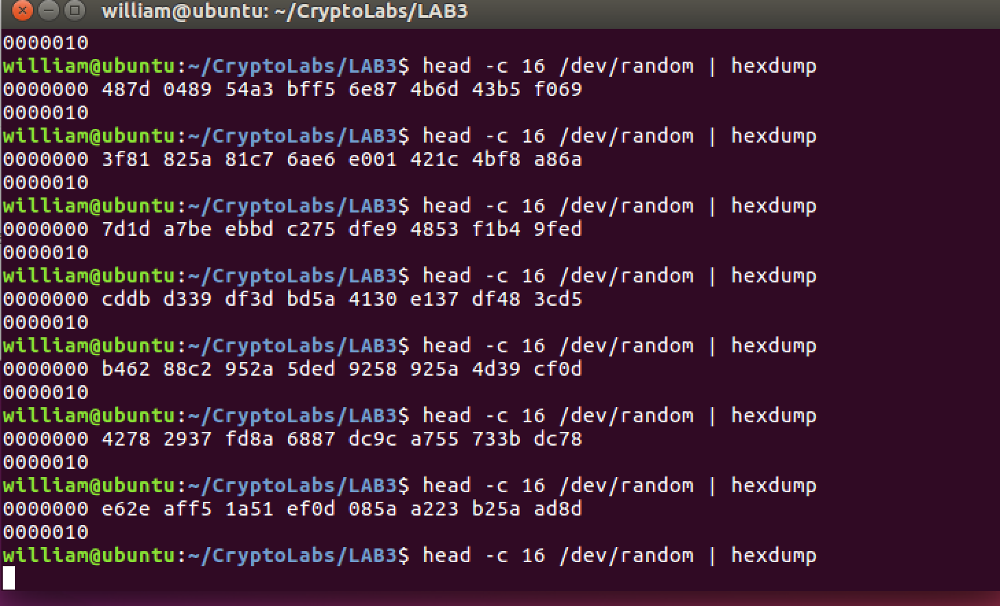 william@ubuntu: ~/CryptoLabs/LAB3
0000010
william@ubuntu:~/CryptoLabs/LAB3$ head -c 16 /dev/random | hexdump
0000000 487d 0489 54a3 bff5 6e87 4b6d 43b5 f069
0000010
william@ubuntu:~/CryptoLabs/LAB3$ head -c 16 /dev/random | hexdump
0000000 3f81 825a 81c7 6ae6 e001 421c 4bf8 a86a
0000010
william@ubuntu:~/CryptoLabs/LAB3$ head -c 16 /dev/random | hexdump
0000000 7d1d a7be ebbd c275 dfe9 4853 f1b4 9fed
0000010
william@ubuntu:~/CryptoLabs/LAB3$ head -c 16 /dev/random | hexdump
0000000 cddb d339 df3d bd5a 4130 e137 df48 3cd5
0000010
william@ubuntu:~/CryptoLabs/LAB3$ head -c 16 /dev/random | hexdump
0000000 b462 88c2 952a 5ded 9258 925a 4d39 cf0d
0000010
william@ubuntu:~/CryptoLabs/LAB3$ head -c 16 /dev/random | hexdump
0000000 4278 2937 fd8a 6887 dc9c a755 733b dc78
0000010
william@ubuntu:~/CryptoLabs/LAB3$ head -c 16 /dev/random | hexdump
0000000 e62e aff5 1a51 ef0d 085a a223 b25a ad8d
0000010
william@ubuntu:~/CryptoLabs/LAB3$ head -c 16 /dev/random | hexdump